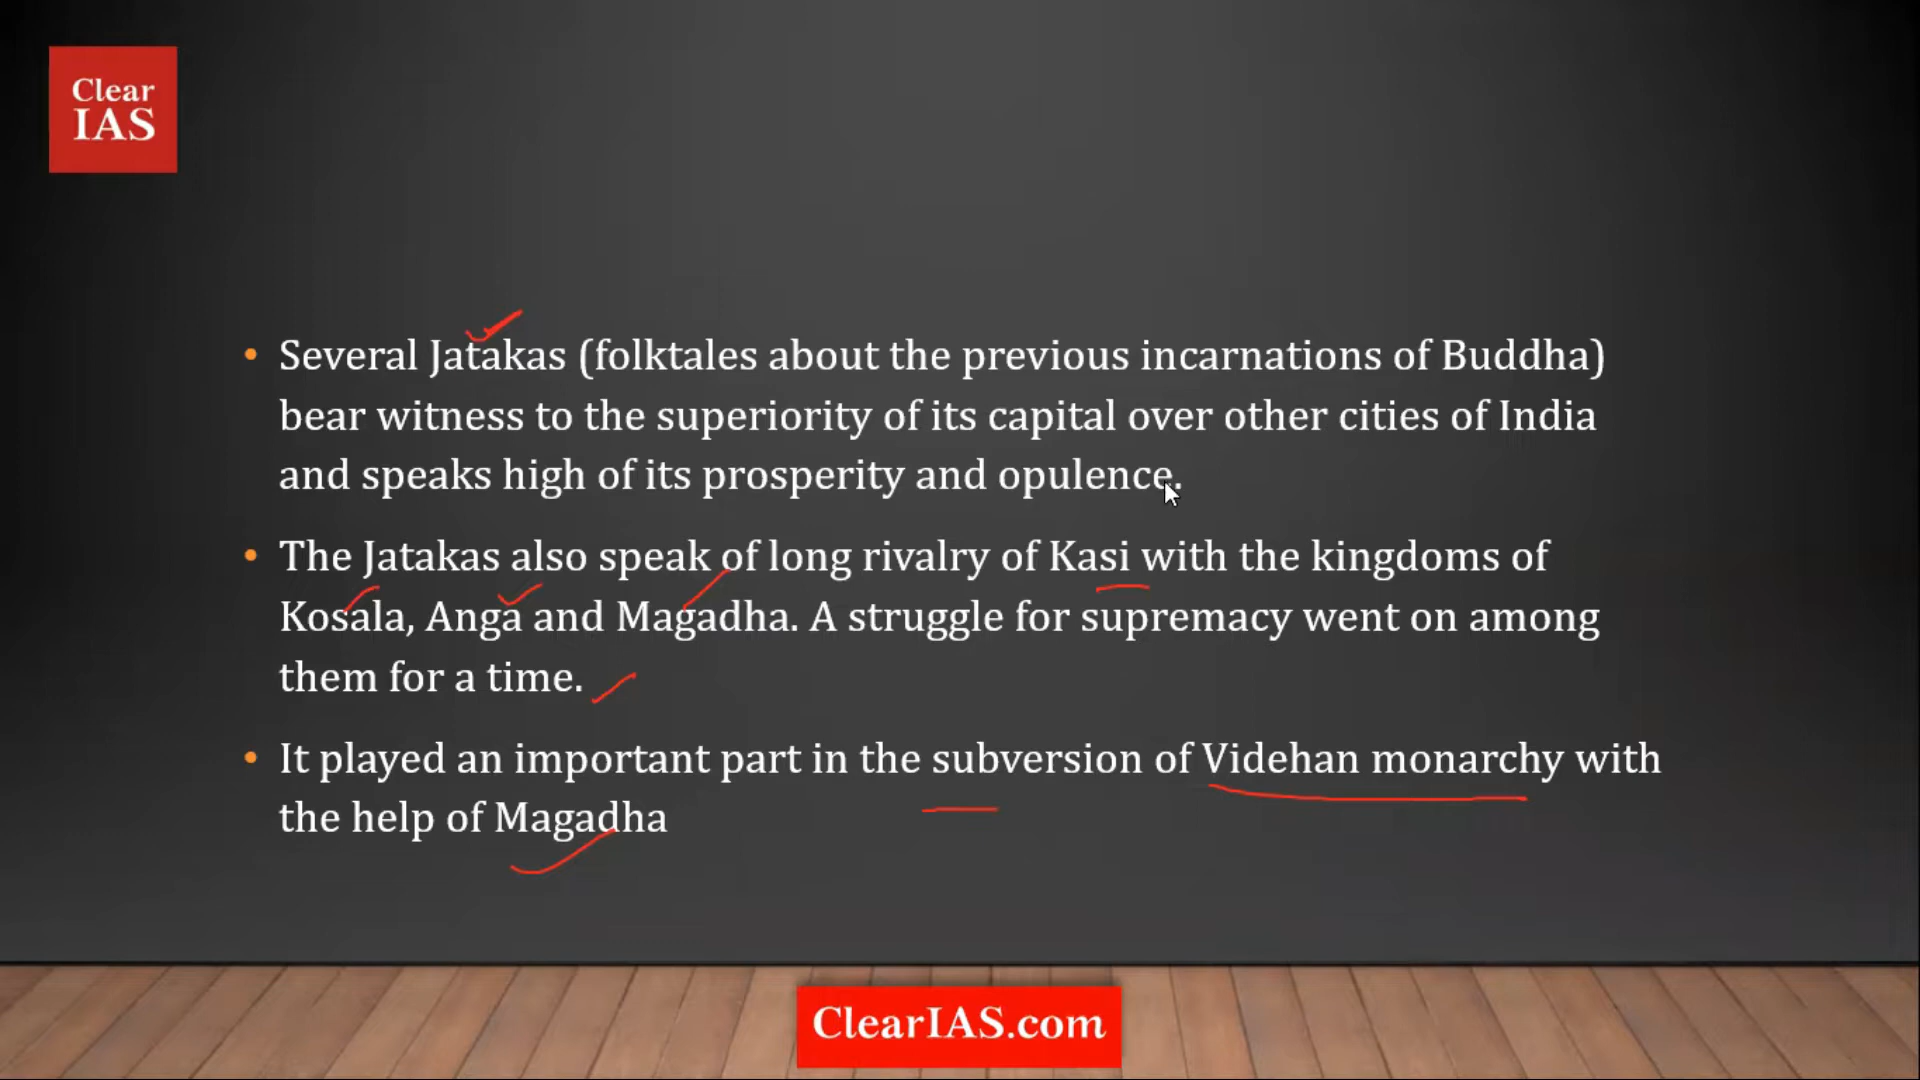 Clear
IAS
Several Jatakas (folktales about the previous incarnations of Buddha)
bear witness to the superiority of its capital over other cities of India
and speaks high of its prosperity and opulence.
The Jatakas also speak of long rivalry of Kasi with the kingdoms of
Kosala, Anga and Magadha. A struggle for supremacy went on among
them for a time.
It played an important part in the subversion of Videhan monarchy with
the help of Magadha
ClearIAS.com